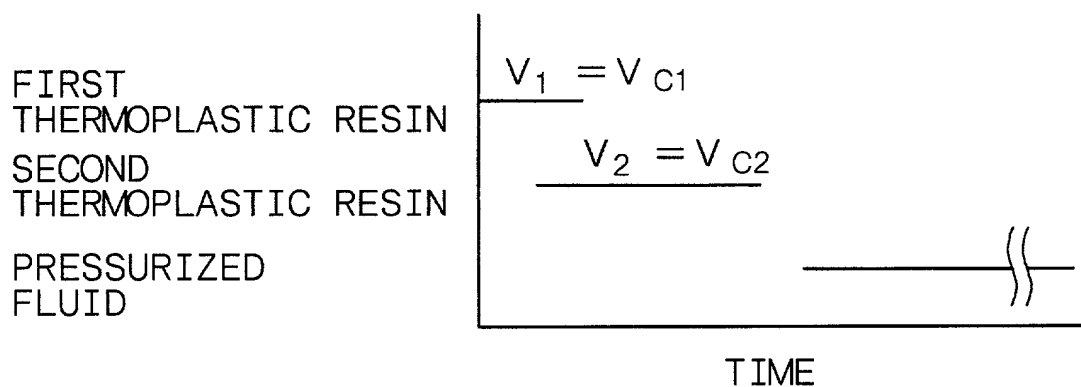 FIRST
THERMOPLASTIC RESIN
V1 = VC1
SECOND
THERMOPLASTIC RESIN
V2 = VC2
PRESSURIZED
FLUID
TIME